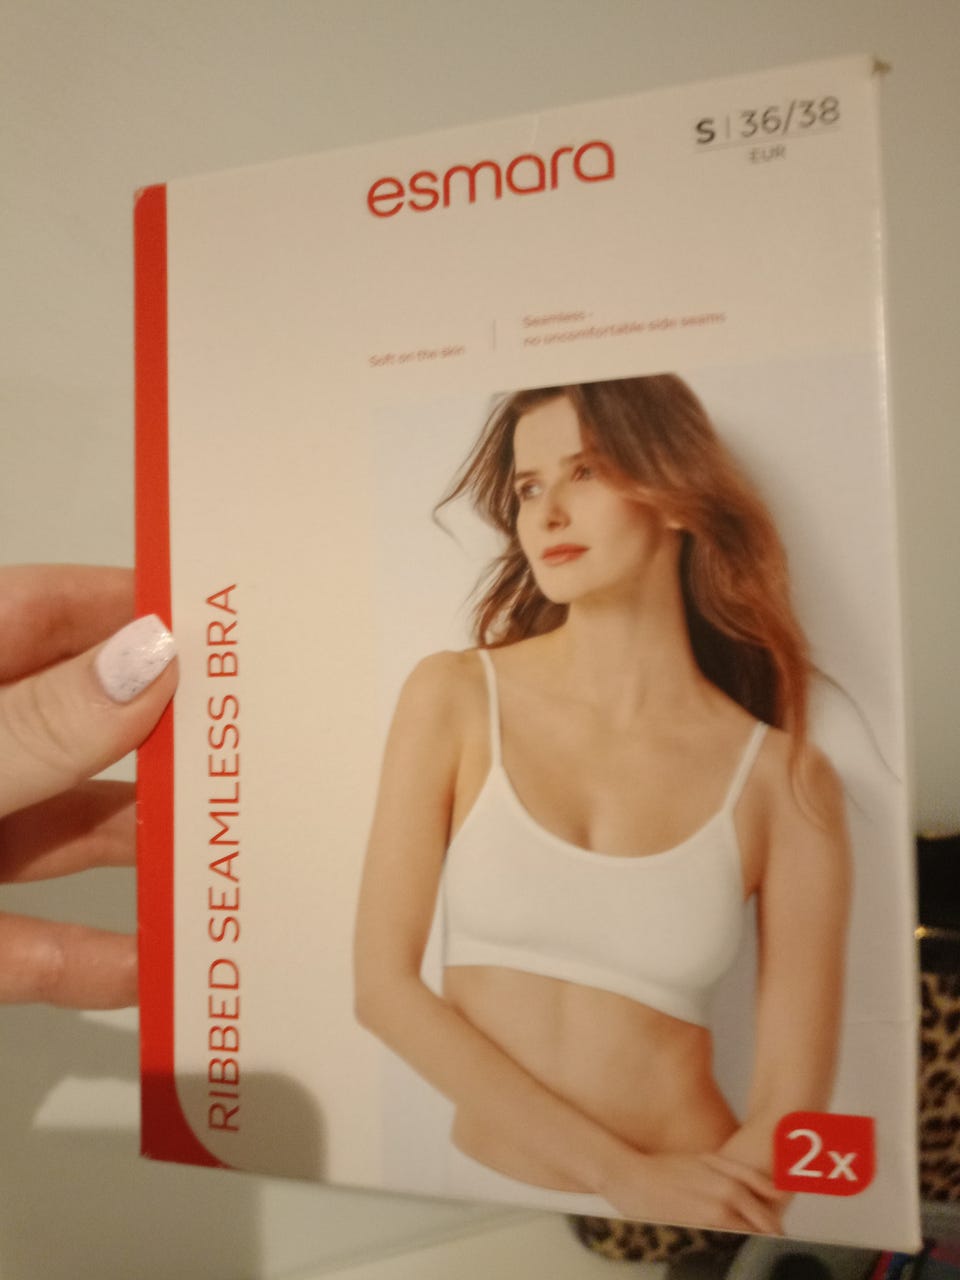 S | 36/38
EUR
esmara
Soft on the skin
Seamless -
no uncomfortable side seams
RIBBED SEAMLESS BRA
2x